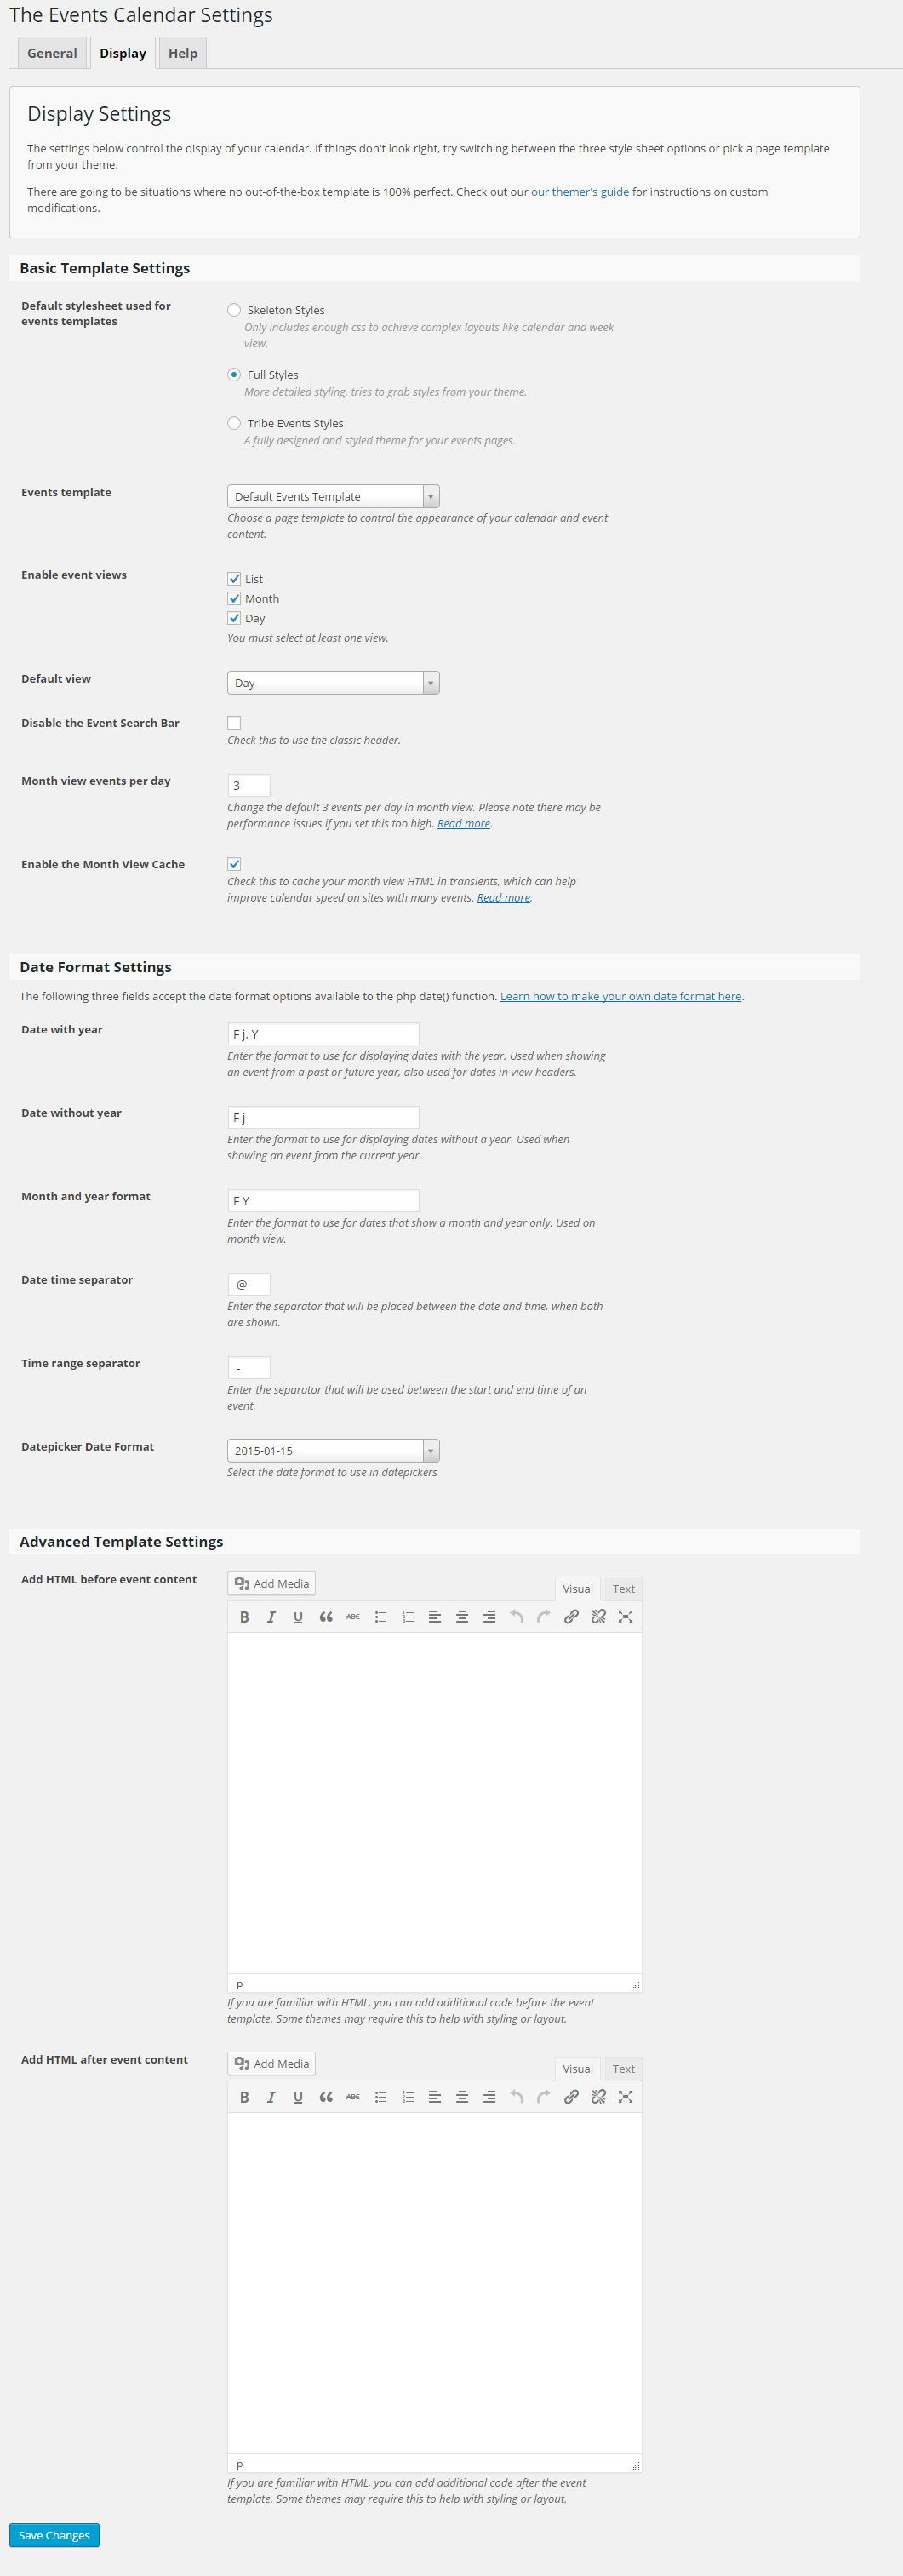 The Events Calendar Settings
General Display Help
Display Settings
The settings below control the display of your calendar. If things don't look right, try switching between the three style sheet options or pick a page template
from your theme.
There are going to be situations where no out-of-the-box template is 100% perfect. Check out our our themer's guide for instructions on custom
modifications.
Basic Template Settings
Default stylesheet used for
events templates
Skeleton Styles
Only includes enough css to achieve complex layouts like calendar and week
view.
Full Styles
More detailed styling, tries to grab styles from your theme.
Tribe Events Styles
A fully designed and styled theme for your events pages.
Events template
Default Events Template
Choose a page template to control the appearance of your calendar and event
content.
Enable event views
List
Month
Day
You must select at least one view.
Default view
Day
Disable the Event Search Bar
Check this to use the classic header.
Month view events per day
3
Change the default 3 events per day in month view. Please note there may be
performance issues if you set this too high. Read more.
Enable the Month View Cache
Check this to cache your month view HTML in transients, which can help
improve calendar speed on sites with many events. Read more.
Date Format Settings
The following three fields accept the date format options available to the php date() function. Learn how to make your own date format here.
Date with year
F j, Y
Enter the format to use for displaying dates with the year. Used when showing
an event from a past or future year, also used for dates in view headers.
Date without year
F j
Enter the format to use for displaying dates without a year. Used when
showing an event from the current year.
Month and year format
F Y
Enter the format to use for dates that show a month and year only. Used on
month view.
Date time separator
@
Enter the separator that will be placed between the date and time, when both
are shown.
Time range separator
-
Enter the separator that will be used between the start and end time of an
event.
Datepicker Date Format
2015-01-15
Select the date format to use in datepickers
Advanced Template Settings
Add HTML before event content
Add Media
Visual Text
B I U ABC
P
If you are familiar with HTML, you can add additional code before the event
template. Some themes may require this to help with styling or layout.
Add HTML after event content
Add Media
Visual Text
B I U ABC
P
If you are familiar with HTML, you can add additional code after the event
template. Some themes may require this to help with styling or layout.
Save Changes